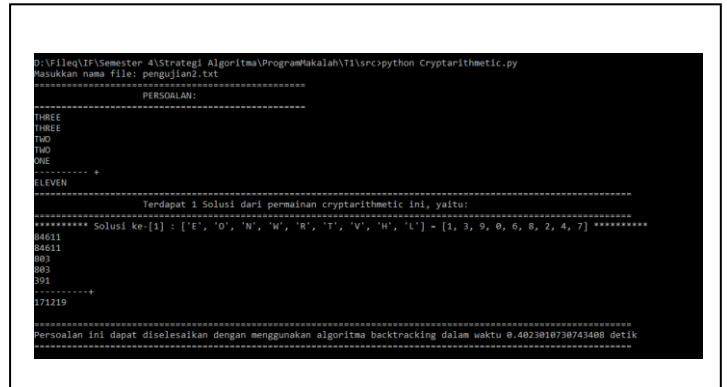 D:\Fileq\IF\Semester 4\Strategi Algoritma\ProgramMakalah\T1\src>python Cryptarithmetic.py
Masukkan nama file: pengujian2.txt
==================================================
PERSOALAN:
==================================================
THREE
THREE
TWO
TWO
ONE
---------- +
ELEVEN
==============================================================================================================
Terdapat 1 Solusi dari permainan cryptarithmetic ini, yaitu:
==============================================================================================================
********** Solusi ke-[1] : ['E', 'O', 'N', 'W', 'R', 'T', 'V', 'H', 'L'] = [1, 3, 9, 0, 6, 8, 2, 4, 7] **********
84611
84611
803
803
391
----------+
171219
==============================================================================================================
Persoalan ini dapat diselesaikan dengan menggunakan algoritma backtracking dalam waktu 0.4023010730743408 detik
==============================================================================================================